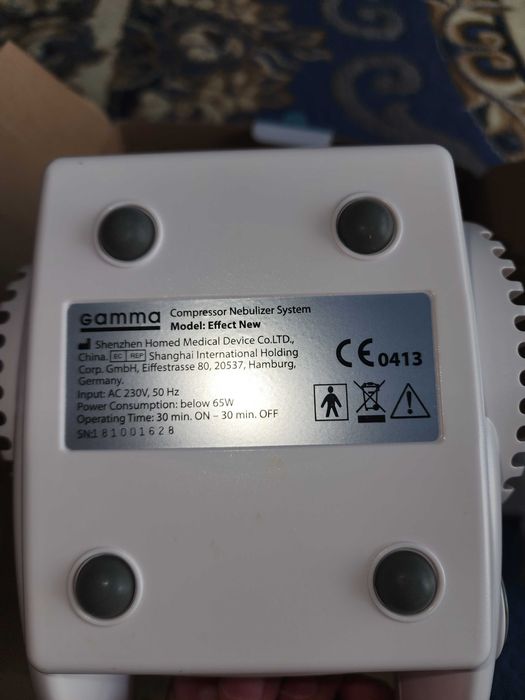 Gamma Compressor Nebulizer System
Model: Effect New
Shenzhen Homed Medical Device Co.LTD.,
China. EC REP Shanghai International Holding
Corp. GmbH, Eiffestrasse 80, 20537, Hamburg,
Germany.
Input: AC 230V, 50 Hz
Power Consumption: below 65W
Operating Time: 30 min. ON – 30 min. OFF
SN:181001628
CE 0413